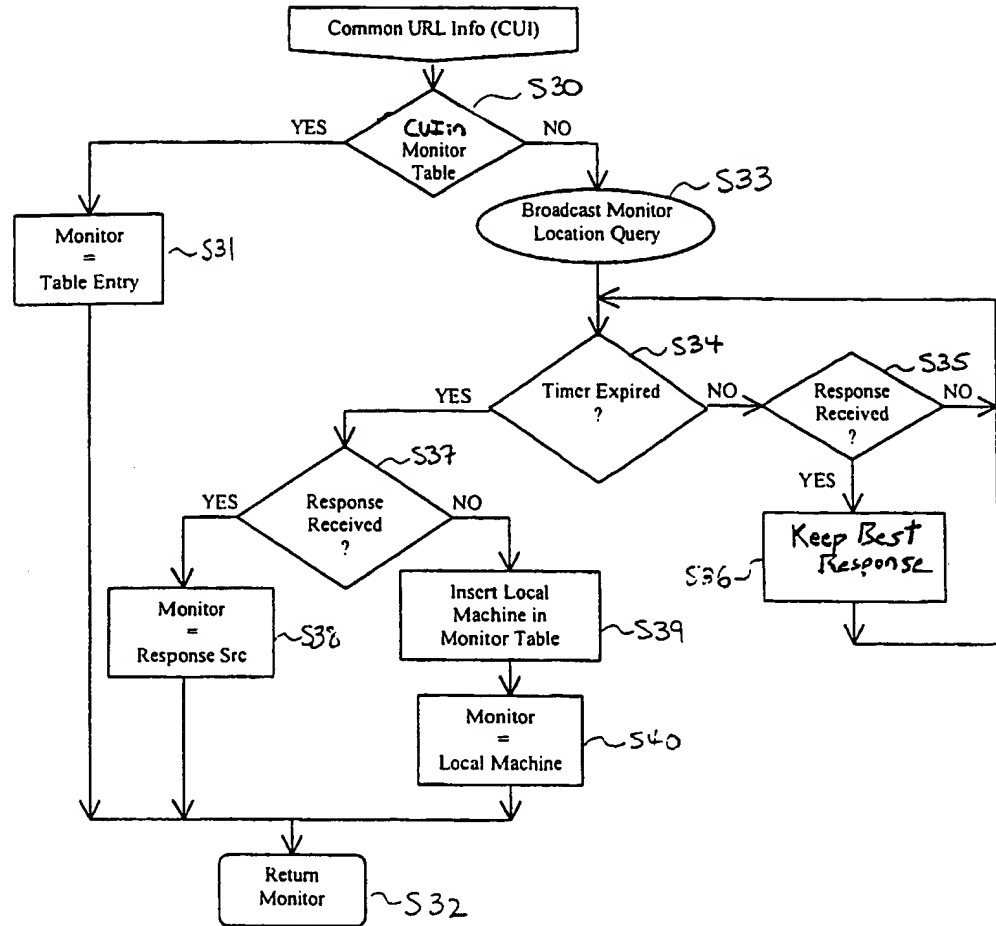 Common URL Info (CUI)
S30
YES
CUI in
Monitor
Table
NO
S33
Broadcast Monitor
Location Query
Monitor
=
Table Entry
S31
S34
Timer Expired
?
YES
NO
S35
Response
Received
?
NO
YES
S37
Response
Received
?
YES
NO
Keep Best
Response
S36
Monitor
=
Response Src
S38
Insert Local
Machine in
Monitor Table
S39
Monitor
=
Local Machine
S40
Return
Monitor
S32